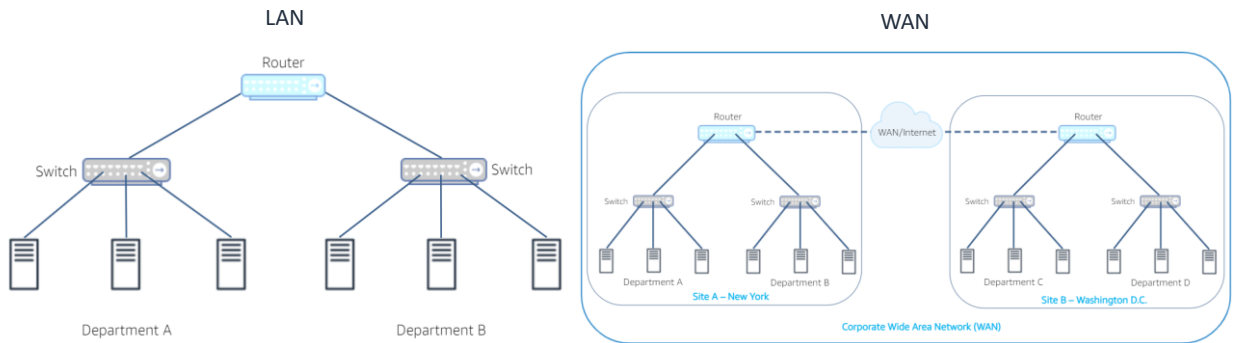 LAN
Router
Switch
Switch
Department A
Department B
WAN
Router
WAN/Internet
Router
Switch
Switch
Switch
Switch
Department A
Department B
Department C
Department D
Site A – New York
Site B – Washington D.C.
Corporate Wide Area Network (WAN)